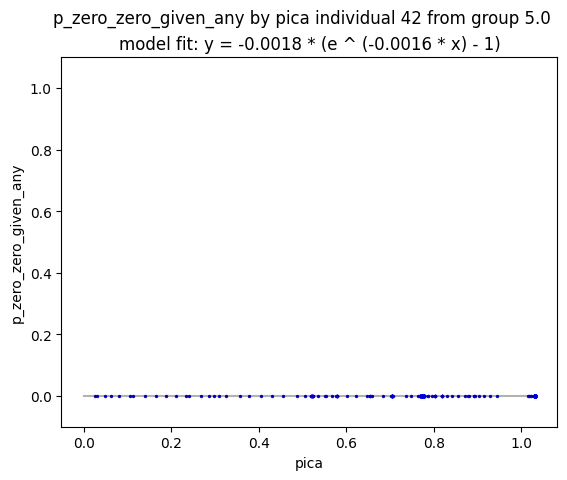 p_zero_zero_given_any by pica individual 42 from group 5.0
model fit: y = -0.0018 * (e ^ (-0.0016 * x) - 1)
1.0
0.8
0.6
0.4
0.2
0.0
p_zero_zero_given_any
0.0 0.2 0.4 0.6 0.8 1.0
pica